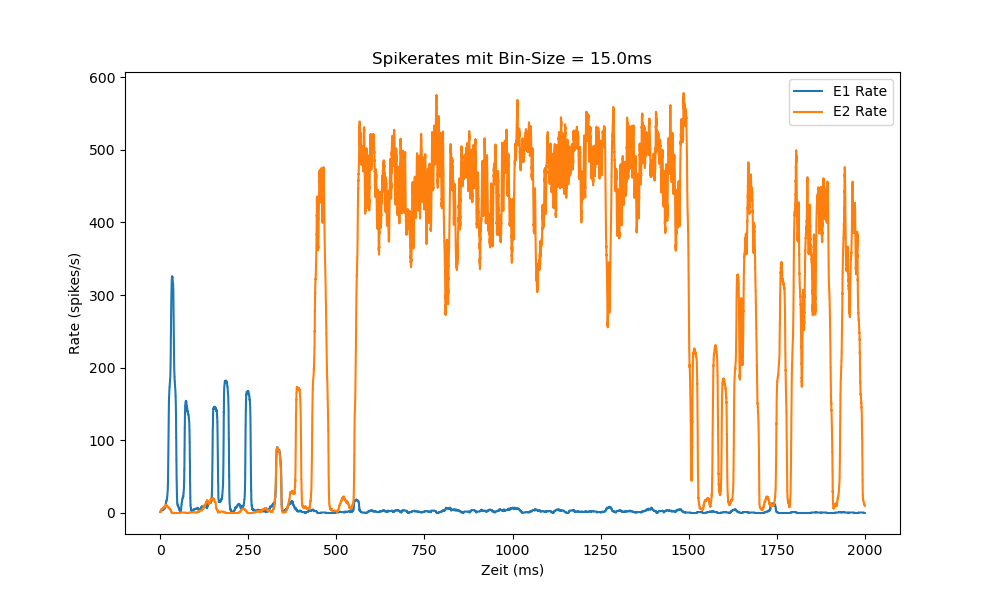 Spikerates mit Bin-Size = 15.0ms
E1 Rate
E2 Rate
Rate (spikes/s)
600
500
400
300
200
100
0
0 250 500 750 1000 1250 1500 1750 2000
Zeit (ms)